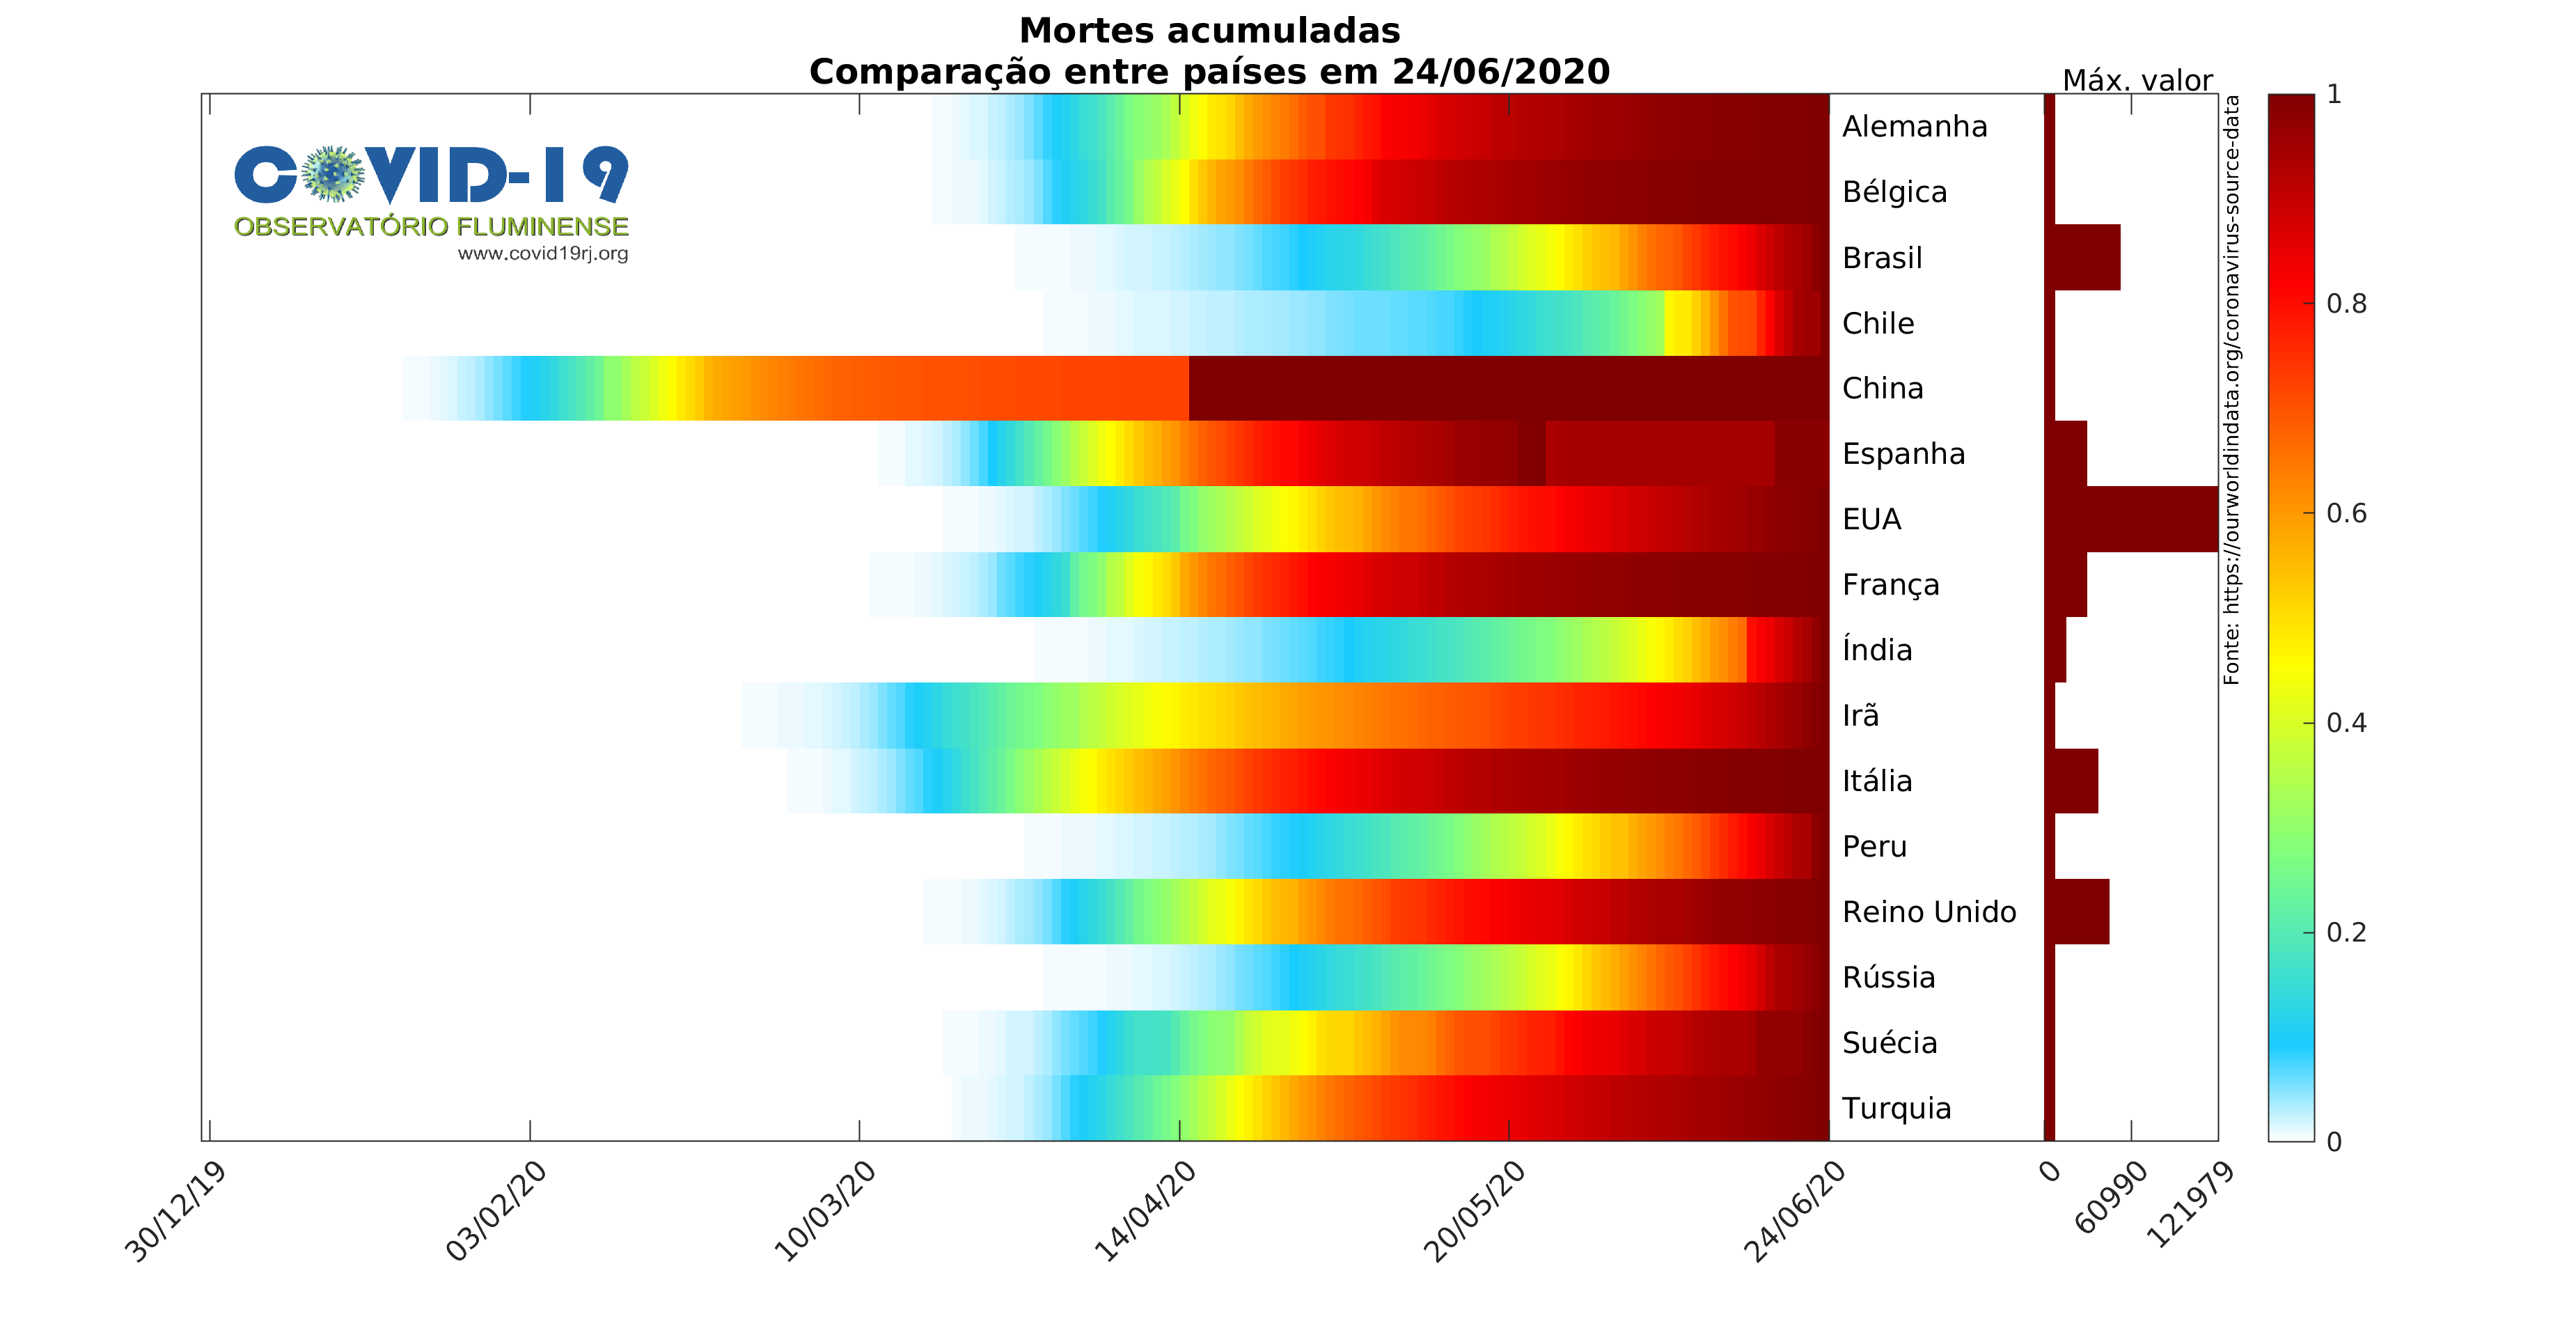 Mortes acumuladas
Comparação entre países em 24/06/2020
Máx. valor
COVID-19
OBSERVATÓRIO FLUMINENSE
www.covid19rj.org
Alemanha
Bélgica
Brasil
Chile
China
Espanha
EUA
França
Índia
Irã
Itália
Peru
Reino Unido
Rússia
Suécia
Turquia
Fonte: https://ourworldindata.org/coronavirus-source-data
1
0.8
0.6
0.4
0.2
0
30/12/19
03/02/20
10/03/20
14/04/20
20/05/20
24/06/20
0
60990
121979